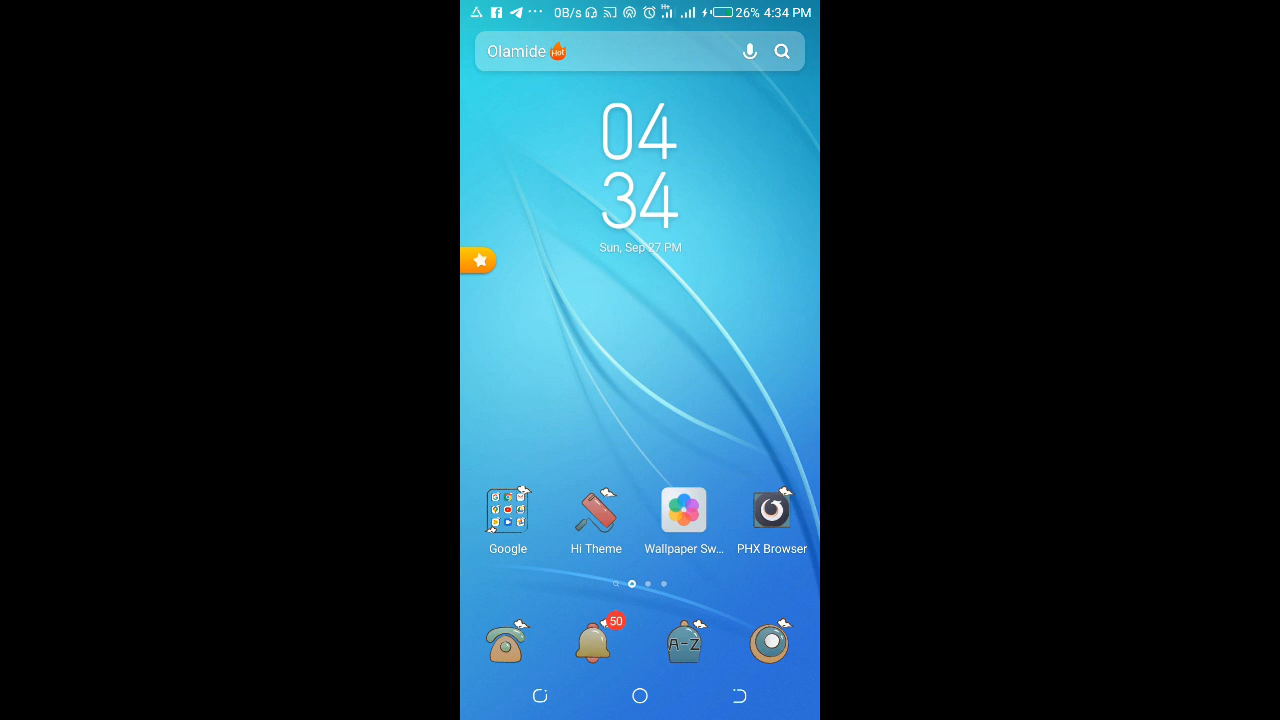 0B/s H+ 26% 4:34 PM
Olamide Hot
04
34
Sun, Sep 27 PM
Google Hi Theme Wallpaper Sw... PHX Browser
50
A-Z